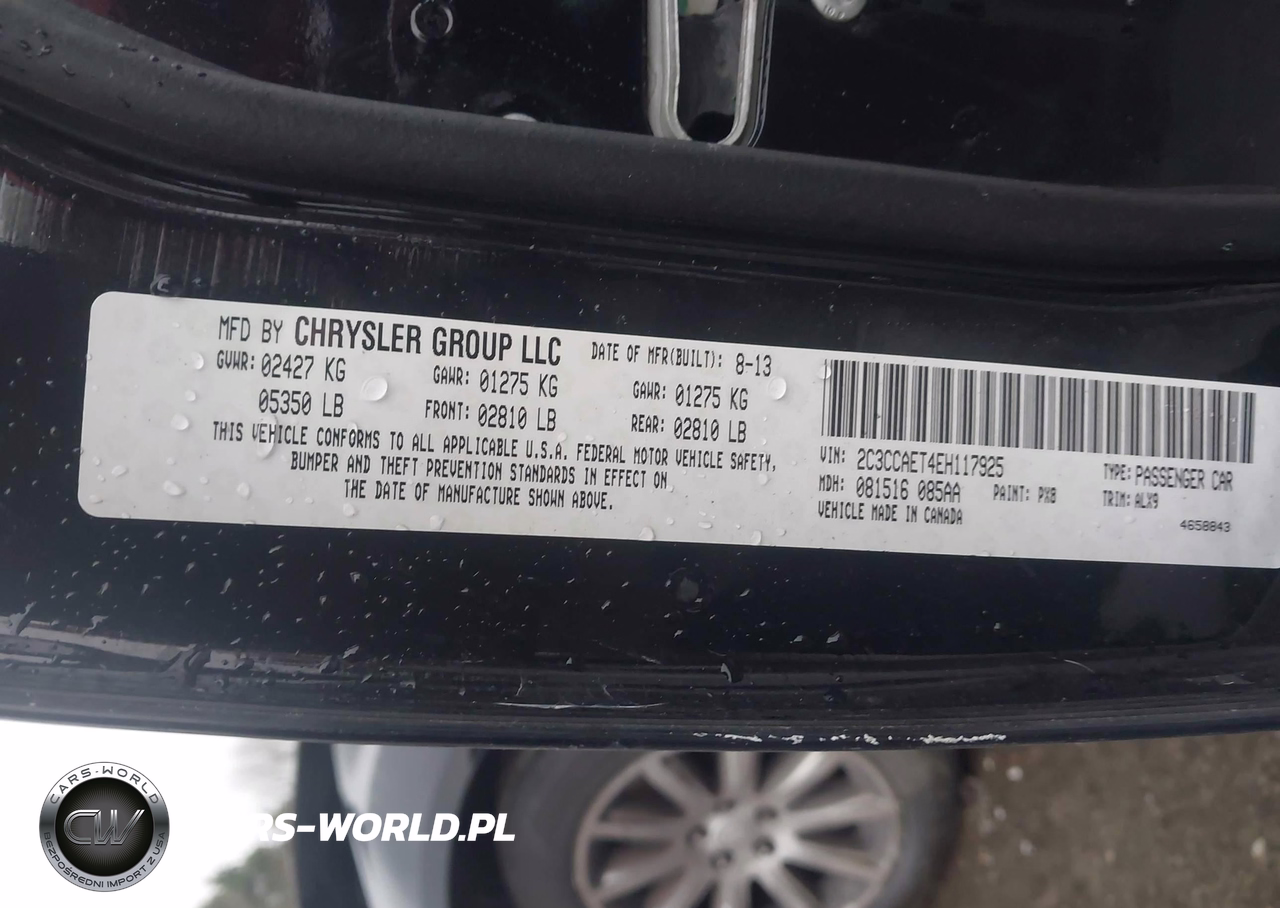 MFD BY CHRYSLER GROUP LLC
DATE OF MFR(BUILT): 8-13
GVWR: 02427 KG
GAWR: 01275 KG
GAWR: 01275 KG
05350 LB
FRONT: 02810 LB
REAR: 02810 LB
THIS VEHICLE CONFORMS TO ALL APPLICABLE U.S.A. FEDERAL MOTOR VEHICLE SAFETY,
BUMPER AND THEFT PREVENTION STANDARDS IN EFFECT ON
THE DATE OF MANUFACTURE SHOWN ABOVE.
VIN: 2C3CCAET4EH117925
TYPE: PASSENGER CAR
MDH: 081516 085AA
PAINT: PX8
TRIM: ALX9
VEHICLE MADE IN CANADA
4658843
CARS-WORLD
CW
BEZPOŚREDNI IMPORT Z USA
RS-WORLD.PL